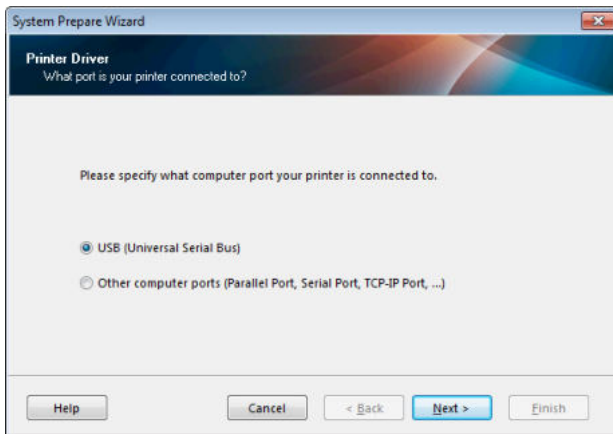 System Prepare Wizard
Printer Driver
What port is your printer connected to?
Please specify what computer port your printer is connected to.
USB (Universal Serial Bus)
Other computer ports (Parallel Port, Serial Port, TCP-IP Port, ...)
Help Cancel < Back Next > Finish